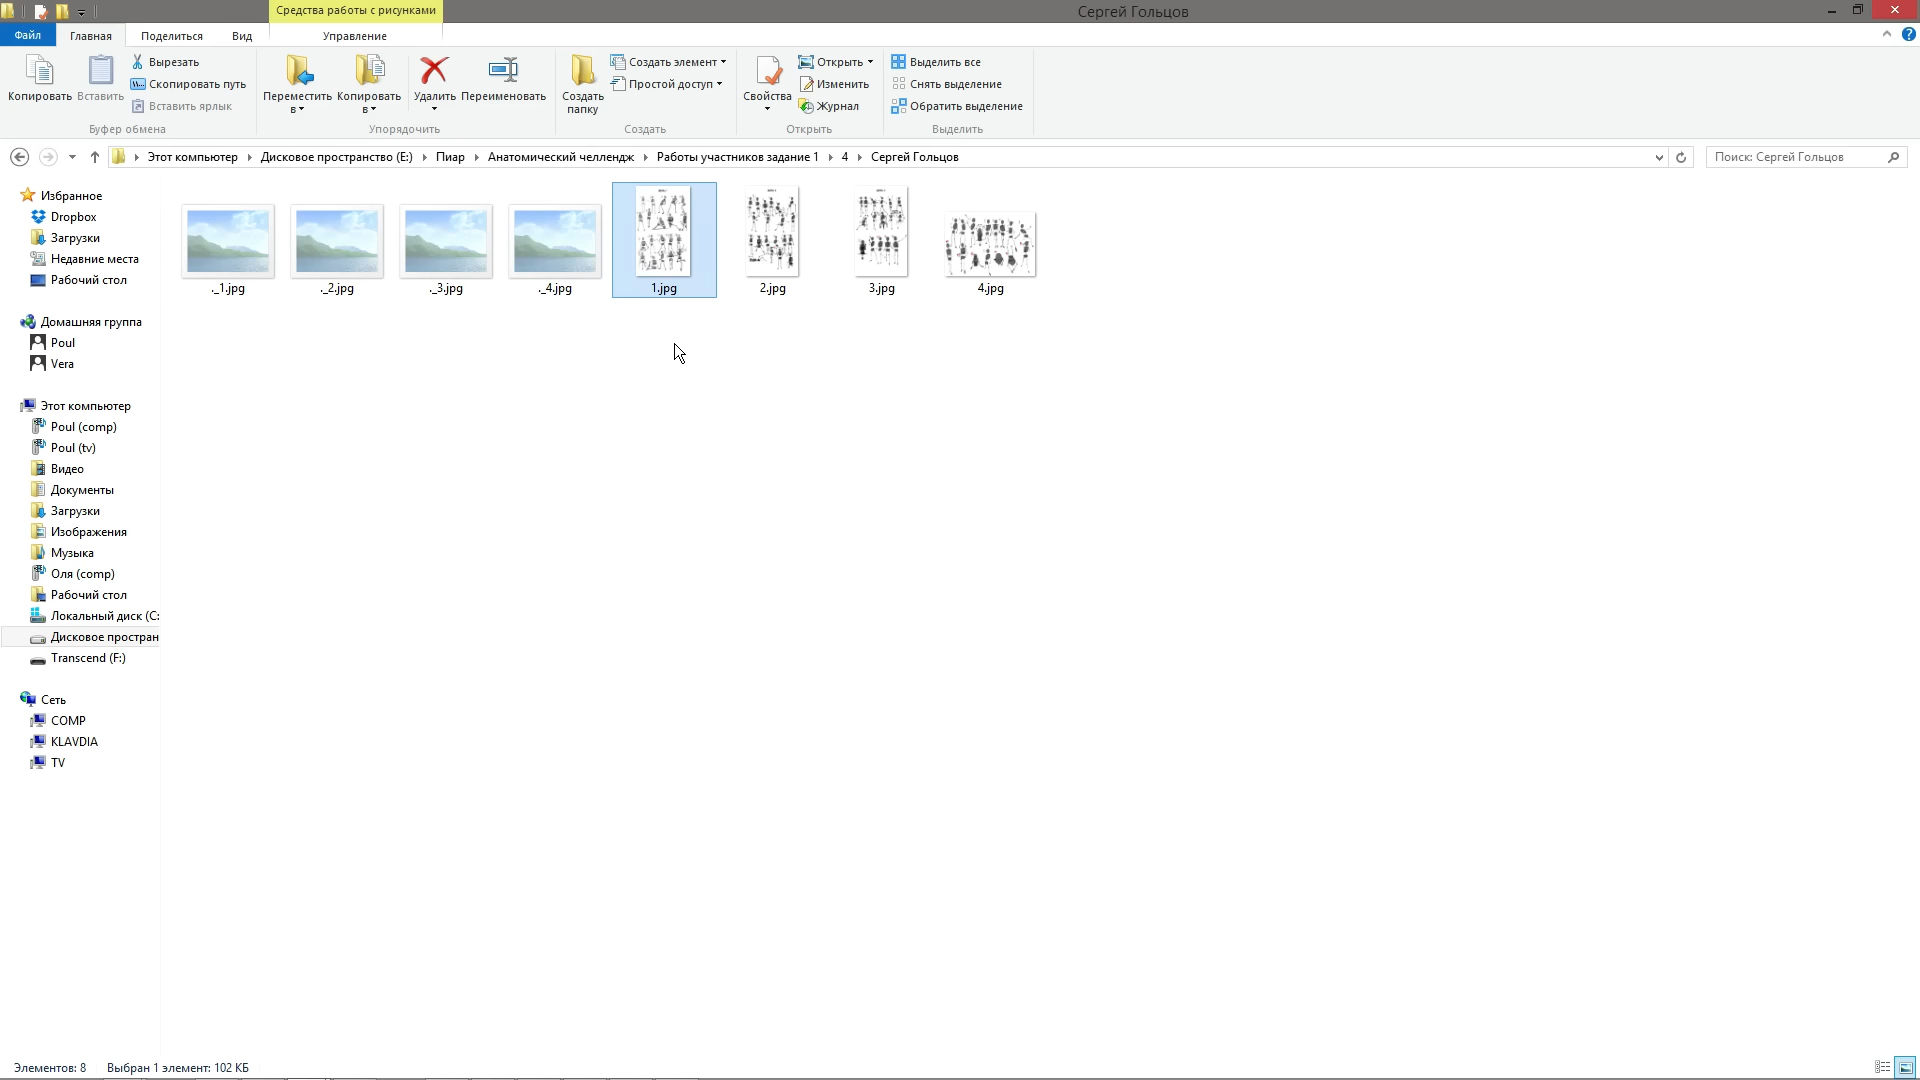 Средства работы с рисунками
Сергей Гольцов
Файл
Главная
Поделиться
Вид
Управление
Копировать
Вставить
Вырезать
Скопировать путь
Вставить ярлык
Буфер обмена
Переместить в
Копировать в
Удалить
Переименовать
Упорядочить
Создать папку
Создать элемент
Простой доступ
Создать
Свойства
Открыть
Изменить
Журнал
Открыть
Выделить все
Снять выделение
Обратить выделение
Выделить
Этот компьютер
Дисковое пространство (E:)
Пиар
Анатомический челлендж
Работы участников задание 1
4
Сергей Гольцов
Поиск: Сергей Гольцов
Избранное
Dropbox
Загрузки
Недавние места
Рабочий стол
Домашняя группа
Poul
Vera
Этот компьютер
Poul (comp)
Poul (tv)
Видео
Документы
Загрузки
Изображения
Музыка
Оля (comp)
Рабочий стол
Локальный диск (C:
Дисковое простран
Transcend (F:)
Сеть
COMP
KLAVDIA
TV
._1.jpg
._2.jpg
._3.jpg
._4.jpg
1.jpg
2.jpg
3.jpg
4.jpg
Элементов: 8
Выбран 1 элемент: 102 КБ